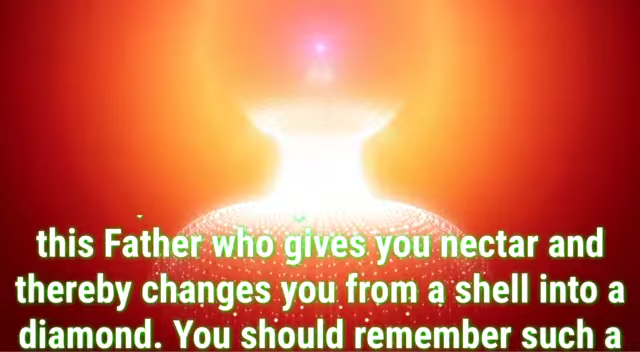 this Father who gives you nectar and
thereby changes you from a shell into a
diamond. You should remember such a